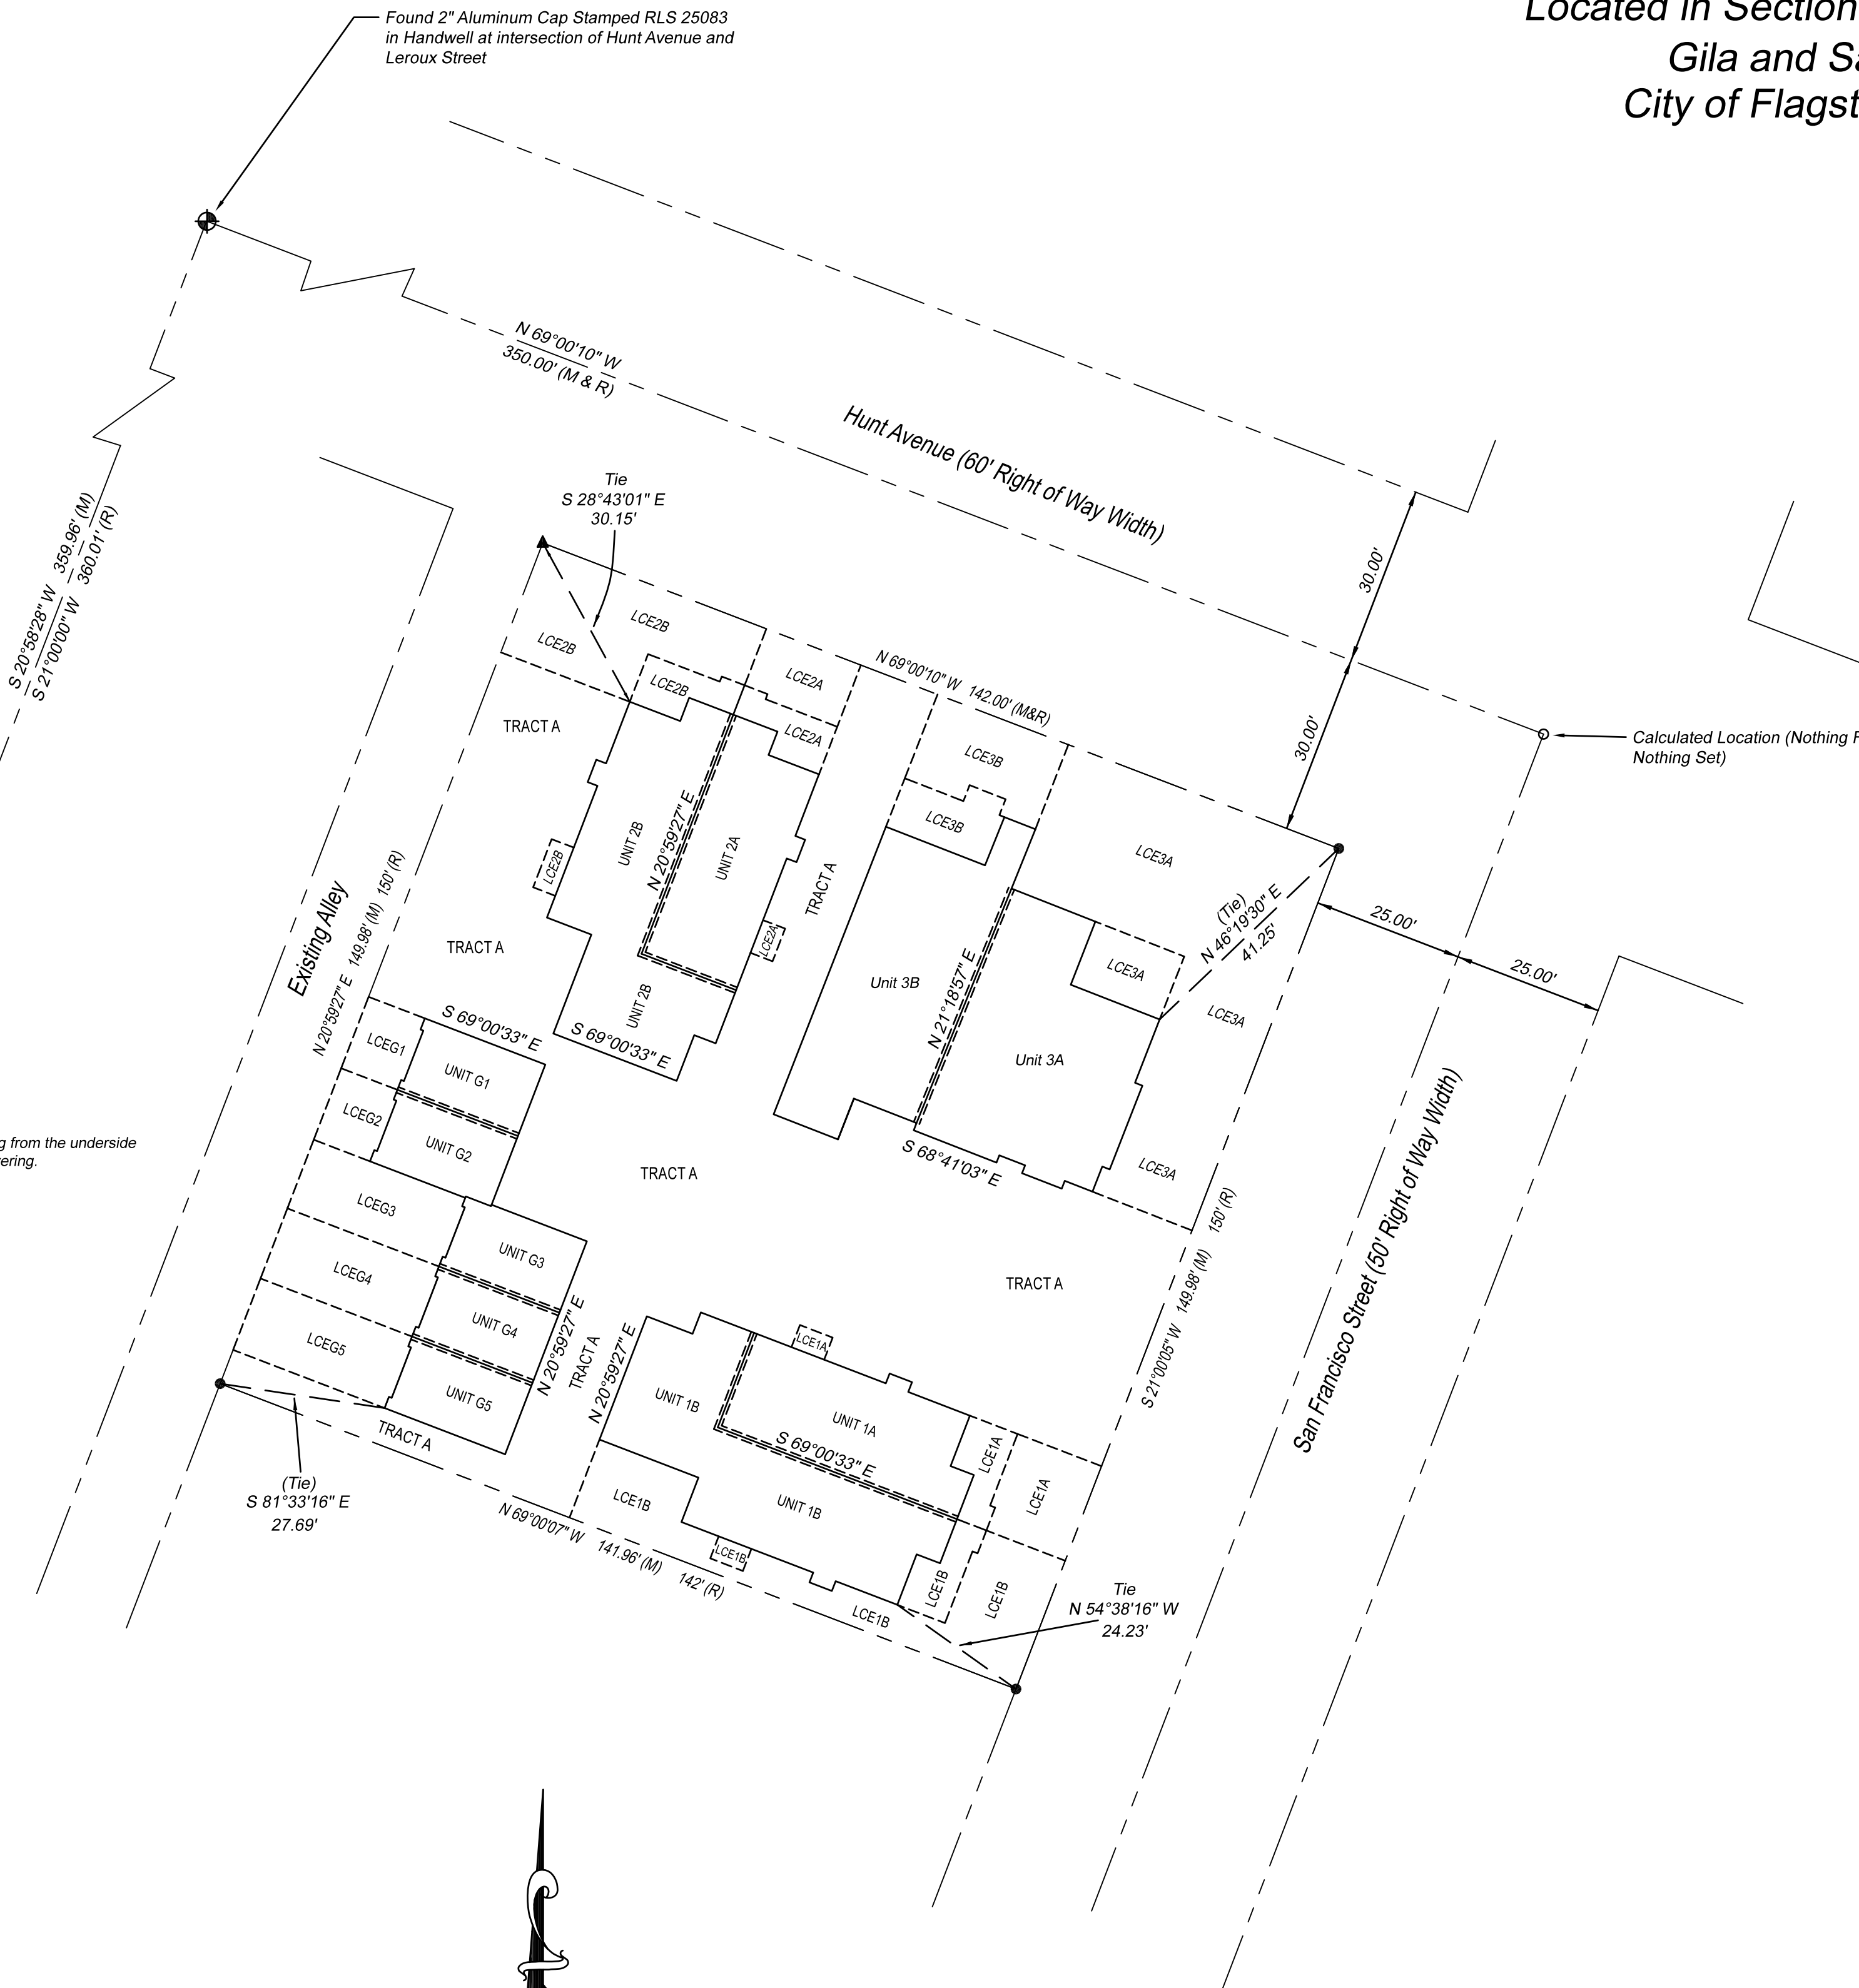 Located in Section
Gila and Sa
City of Flagst
Found 2" Aluminum Cap Stamped RLS 25083
in Handwell at intersection of Hunt Avenue and
Leroux Street
N 69°00'10" W
350.00' (M & R)
Hunt Avenue (60' Right of Way Width)
S 20°58'28" W 359.96' (M)
S 21°00'00" W 360.01' (R)
Tie
S 28°43'01" E
30.15'
30.00'
30.00'
Calculated Location (Nothing F
Nothing Set)
N 69°00'10" W 142.00' (M&R)
LCE2B
LCE2B
LCE2B
LCE2A
LCE2A
TRACT A
UNIT 2B
N 20°59'27" E
UNIT 2A
LCE2B
LCE2A
TRACT A
TRACT A
UNIT 2B
S 69°00'33" E
LCE3B
LCE3B
LCE3A
(Tie)
N 46°19'30" E
41.25'
25.00'
25.00'
LCE3A
Unit 3B
N 21°18'57" E
LCE3A
Unit 3A
S 68°41'03" E
LCE3A
Existing Alley
N 20°59'27" E 149.98' (M) 150' (R)
S 69°00'33" E
LCEG1
UNIT G1
LCEG2
UNIT G2
g from the underside
ering.
TRACT A
LCEG3
UNIT G3
LCEG4
UNIT G4
LCEG5
UNIT G5
N 20°59'27" E
TRACT A
N 20°59'27" E
TRACT A
TRACT A
S 21°00'05" W 149.98' (M) 150' (R)
San Francisco Street (50' Right of Way Width)
LCE1A
UNIT 1B
UNIT 1A
S 69°00'33" E
LCE1A
LCE1A
LCE1B
UNIT 1B
LCE1B
LCE1B
LCE1B
LCE1B
(Tie)
S 81°33'16" E
27.69'
N 69°00'07" W 141.96' (M) 142' (R)
Tie
N 54°38'16" W
24.23'